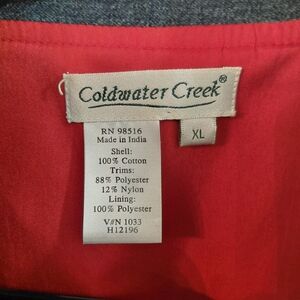 Coldwater Creek®
XL
RN 98516
Made in India
Shell:
100% Cotton
Trims:
88% Polyester
12% Nylon
Lining:
100% Polyester
V#N 1033
H12196